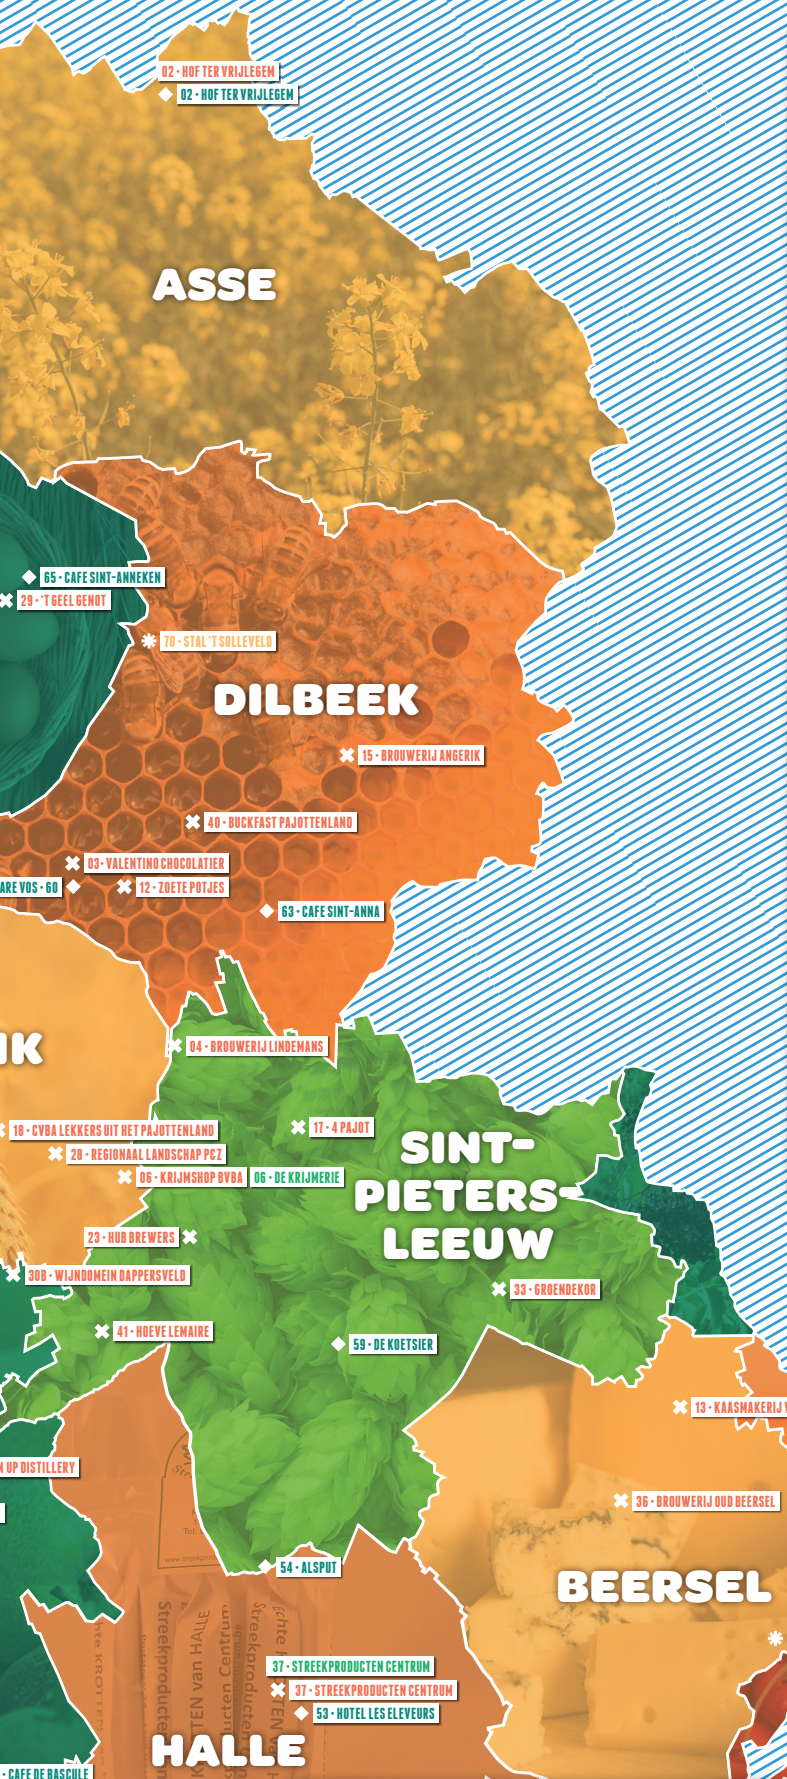 02 • HOF TER VRIJLEGEM
02 • HOF TER VRIJLEGEM
ASSE
65 • CAFE SINT-ANNEKEN
29 • 'T GEEL GENOT
70 • STAL 'T SOLLEVELD
DILBEEK
15 • BROUWERIJ ANGERIK
40 • BUCKFAST PAJOTTENLAND
03• VALENTINO CHOCOLATIER
ARE VOS • 60
12 • ZOETE POTJES
63 • CAFE SINT-ANNA
IK
04 • BROUWERIJ LINDEMANS
18 • CVBA LEKKERS UIT HET PAJOTTENLAND
17 • 4 PAJOT
28 • REGIONAAL LANDSCHAP PCZ
SINT-
PIETERS-
LEEUW
06 • KRIJMSHOP BVBA
06 • DE KRIJMERIE
23 • HUB BREWERS
30B • WIJNDOMEIN DAPPERSVELD
33 • GROENDEKOR
41 • HOEVE LEMAIRE
59 • DE KOETSIER
13 • KAASMAKERIJ
N UP DISTILLERY
36 • BROUWERIJ OUD BEERSEL
54 • ALSPUT
BEERSEL
37 • STREEKPRODUCTEN CENTRUM
37 • STREEKPRODUCTEN CENTRUM
53 • HOTEL LES ELEVEURS
HALLE
• CAFE DE BASCULE